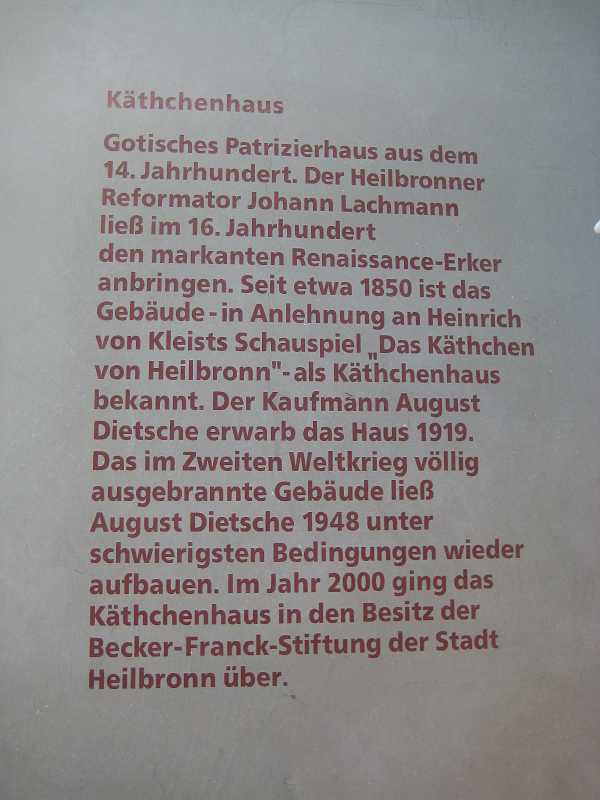 Käthchenhaus
Gotisches Patrizierhaus aus dem
14. Jahrhundert. Der Heilbronner
Reformator Johann Lachmann
ließ im 16. Jahrhundert
den markanten Renaissance-Erker
anbringen. Seit etwa 1850 ist das
Gebäude - in Anlehnung an Heinrich
von Kleists Schauspiel „Das Käthchen
von Heilbronn"- als Käthchenhaus
bekannt. Der Kaufmann August
Dietsche erwarb das Haus 1919.
Das im Zweiten Weltkrieg völlig
ausgebrannte Gebäude ließ
August Dietsche 1948 unter
schwierigsten Bedingungen wieder
aufbauen. Im Jahr 2000 ging das
Käthchenhaus in den Besitz der
Becker-Franck-Stiftung der Stadt
Heilbronn über.